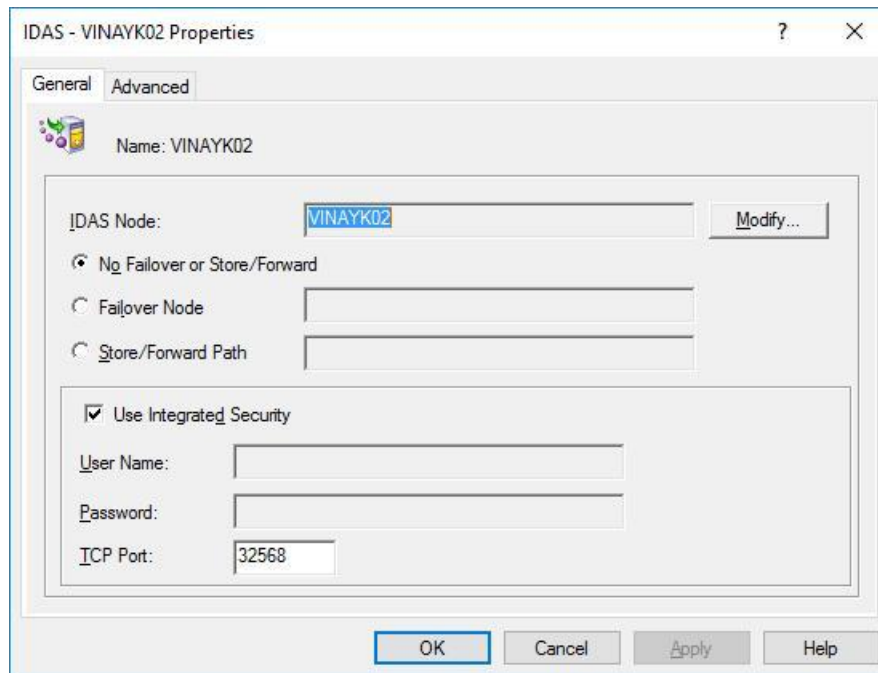 IDAS - VINAYK02 Properties ?
General Advanced
Name: VINAYK02
IDAS Node: VINAYK02 Modify...
No Failover or Store/Forward
Failover Node
Store/Forward Path
Use Integrated Security
User Name:
Password:
TCP Port: 32568
OK Cancel Apply Help